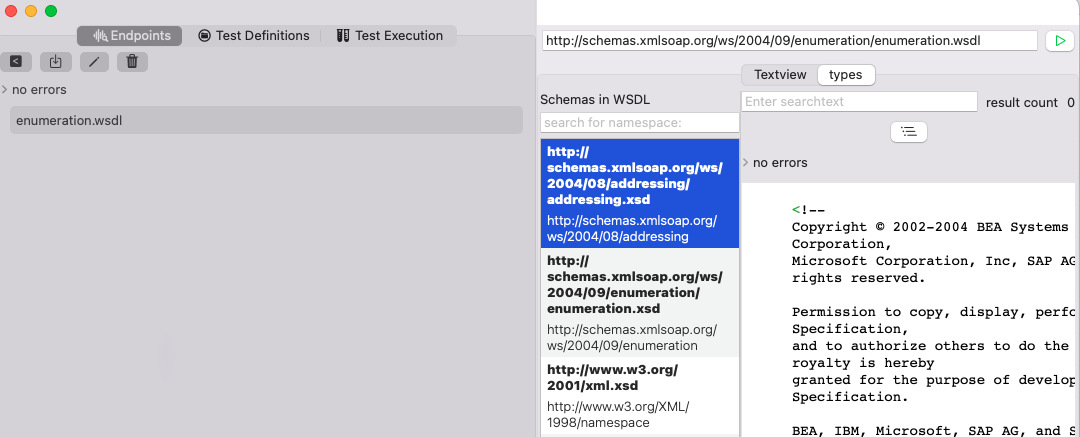 Endpoints
Test Definitions
Test Execution
no errors
enumeration.wsdl
http://schemas.xmlsoap.org/ws/2004/09/enumeration/enumeration.wsdl
Schemas in WSDL
search for namespace:
http://
schemas.xmlsoap.org/ws/
2004/08/addressing/
addressing.xsd
http://schemas.xmlsoap.org/
ws/2004/08/addressing
http://
schemas.xmlsoap.org/ws/
2004/09/enumeration/
enumeration.xsd
http://schemas.xmlsoap.org/
ws/2004/09/enumeration
http://www.w3.org/
2001/xml.xsd
http://www.w3.org/XML/
1998/namespace
Textview
types
Enter searchtext
result count 0
no errors
<!--
Copyright © 2002-2004 BEA Systems
Corporation,
Microsoft Corporation, Inc, SAP AG
rights reserved.
Permission to copy, display, perfo
Specification,
and to authorize others to do the
royalty is hereby
granted for the purpose of develop
Specification.
BEA, IBM, Microsoft, SAP AG, and S